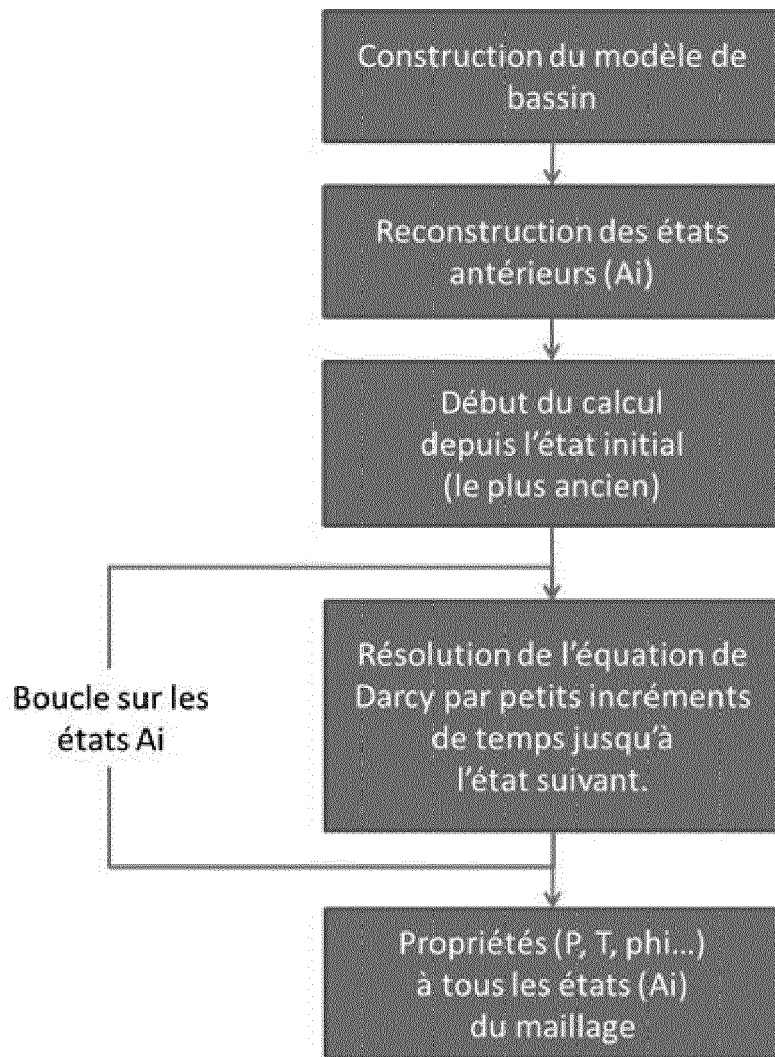 Construction du modèle de
bassin
Reconstruction des états
antérieurs (Ai)
Début du calcul
depuis l'état initial
(le plus ancien)
Boucle sur les
états Ai
Résolution de l'équation de
Darcy par petits incréments
de temps jusqu'à
l'état suivant.
Propriétés (P, T, phi...)
à tous les états (Ai)
du maillage